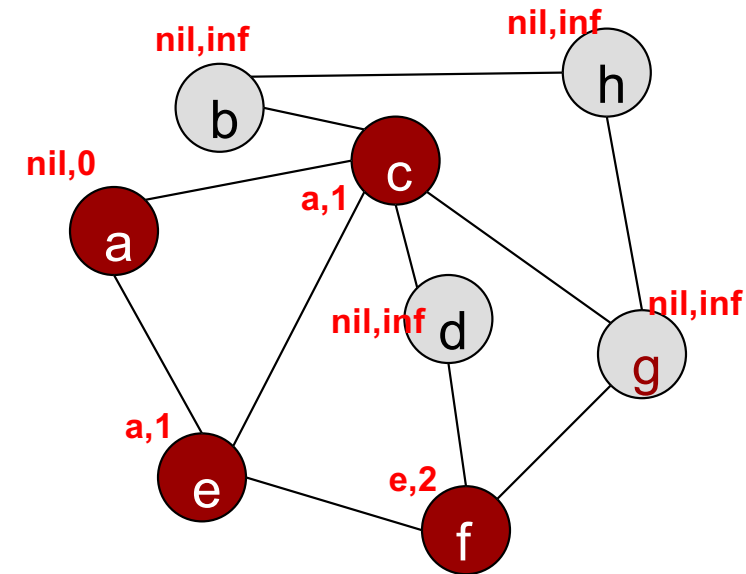 nil,inf
nil,inf
h
b
nil,0
c
a,1
a
nil,inf
nil,inf
d
g
a,1
e
e,2
f